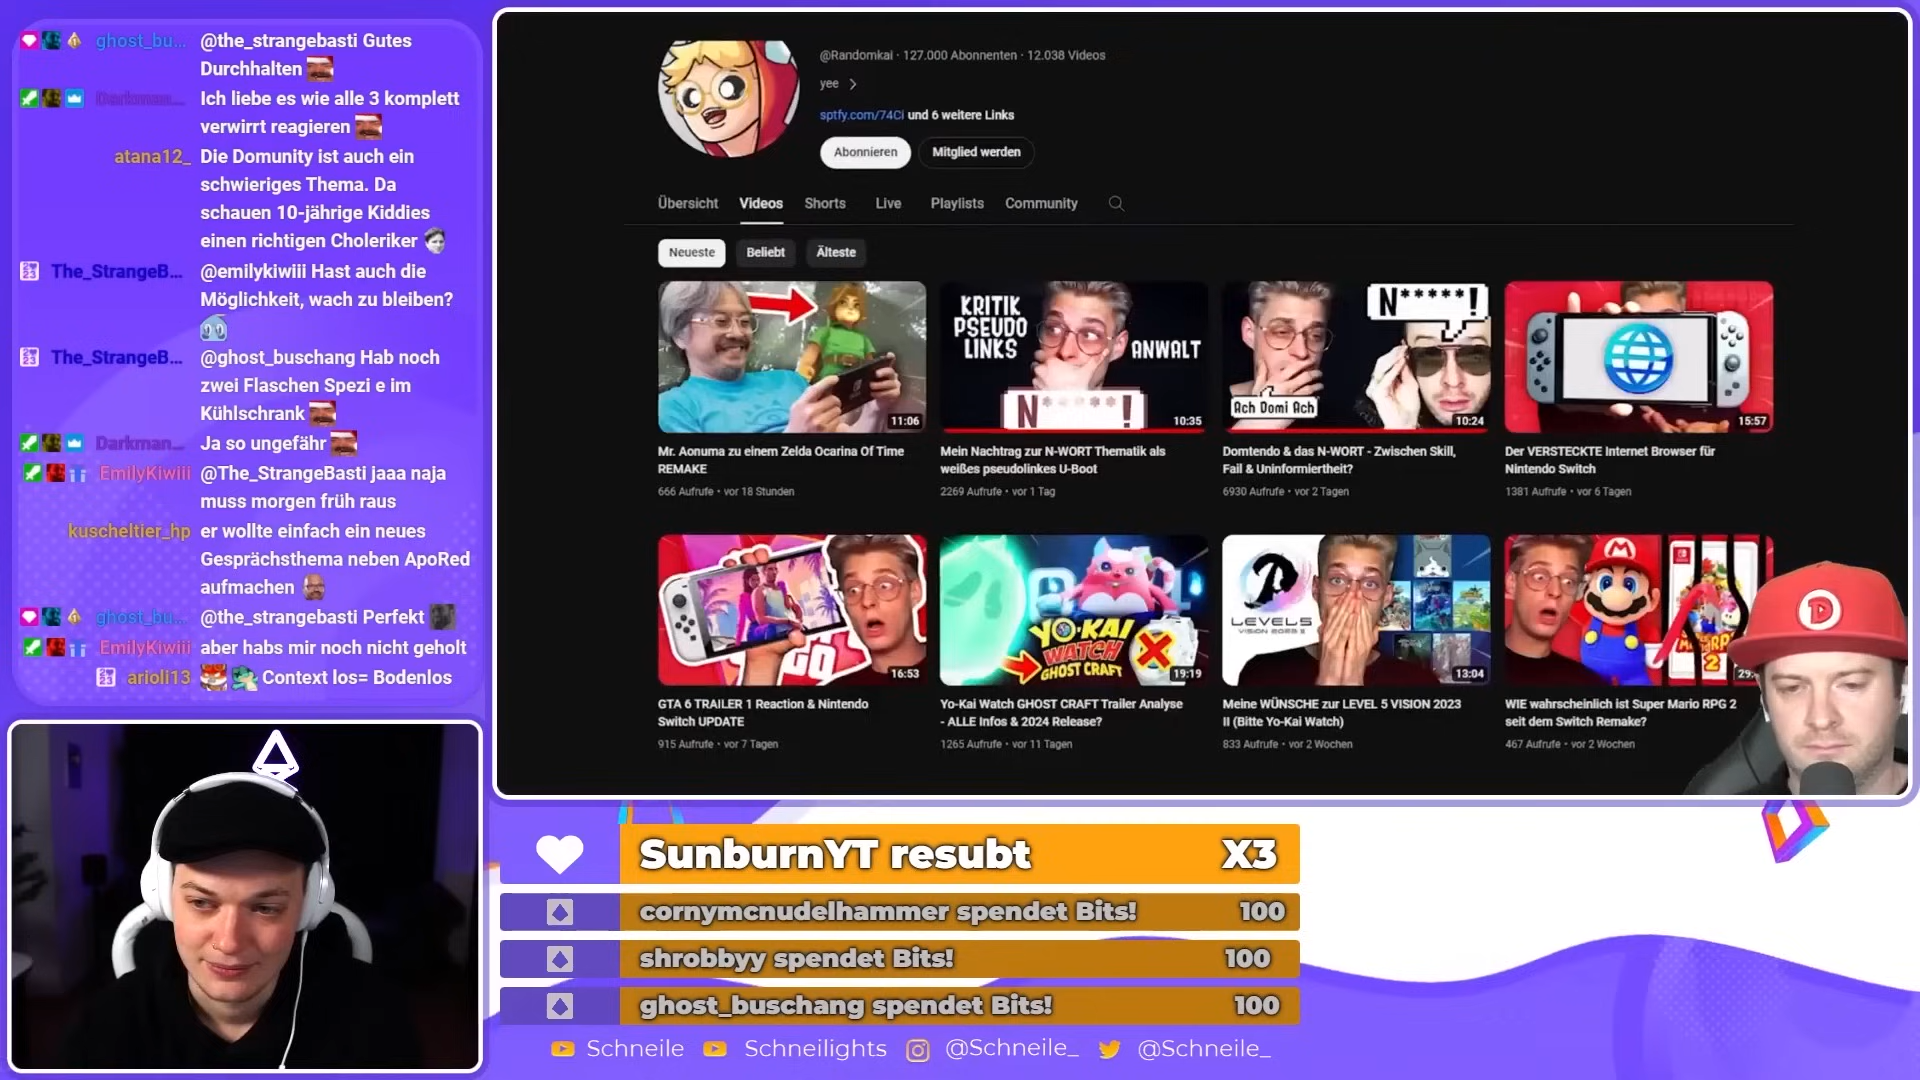 ghost_bu... @the_strangebasti Gutes
Durchhalten
Darkman... Ich liebe es wie alle 3 komplett
verwirrt reagieren
atana12_ Die Domunity ist auch ein
schwieriges Thema. Da
schauen 10-jährige Kiddies
einen richtigen Choleriker
The_StrangeB... @emilykiwiii Hast auch die
Möglichkeit, wach zu bleiben?
The_StrangeB... @ghost_buschang Hab noch
zwei Flaschen Spezi e im
Kühlschrank
Darkman... Ja so ungefähr
EmilyKiwiii @The_StrangeBasti jaaa naja
muss morgen früh raus
kuscheltier_hp er wollte einfach ein neues
Gesprächsthema neben ApoRed
aufmachen
ghost_bu... @the_strangebasti Perfekt
EmilyKiwiii aber habs mir noch nicht geholt
arioli13 Context los= Bodenlos
@Randomkai · 127.000 Abonnenten · 12.038 Videos
yee
sptfy.com/74Ci und 6 weitere Links
Abonnieren Mitglied werden
Übersicht Videos Shorts Live Playlists Community
Neueste Beliebt Älteste
11:06
KRITIK
PSEUDO
LINKS
ANWALT
N*****!
10:35
N*****!
Ach Domi Ach
10:24
15:57
Mr. Aonuma zu einem Zelda Ocarina Of Time
REMAKE
666 Aufrufe • vor 18 Stunden
Mein Nachtrag zur N-WORT Thematik als
weißes pseudolinkes U-Boot
2269 Aufrufe • vor 1 Tag
Domtendo & das N-WORT - Zwischen Skill,
Fail & Uninformiertheit?
6930 Aufrufe • vor 2 Tagen
Der VERSTECKTE Internet Browser für
Nintendo Switch
1381 Aufrufe • vor 6 Tagen
16:53
YO-KAI
WATCH
GHOST CRAFT
19:19
LEVEL5
VISION 2023 II
13:04
2
29:
GTA 6 TRAILER 1 Reaction & Nintendo
Switch UPDATE
915 Aufrufe • vor 7 Tagen
Yo-Kai Watch GHOST CRAFT Trailer Analyse
- ALLE Infos & 2024 Release?
1265 Aufrufe • vor 11 Tagen
Meine WÜNSCHE zur LEVEL 5 VISION 2023
II (Bitte Yo-Kai Watch)
833 Aufrufe • vor 2 Wochen
WIE wahrscheinlich ist Super Mario RPG 2
seit dem Switch Remake?
467 Aufrufe • vor 2 Wochen
D
SunburnYT resubt X3
cornymcnudelhammer spendet Bits! 100
shrobbyy spendet Bits! 100
ghost_buschang spendet Bits! 100
Schneile Schneilights @Schneile_ @Schneile_